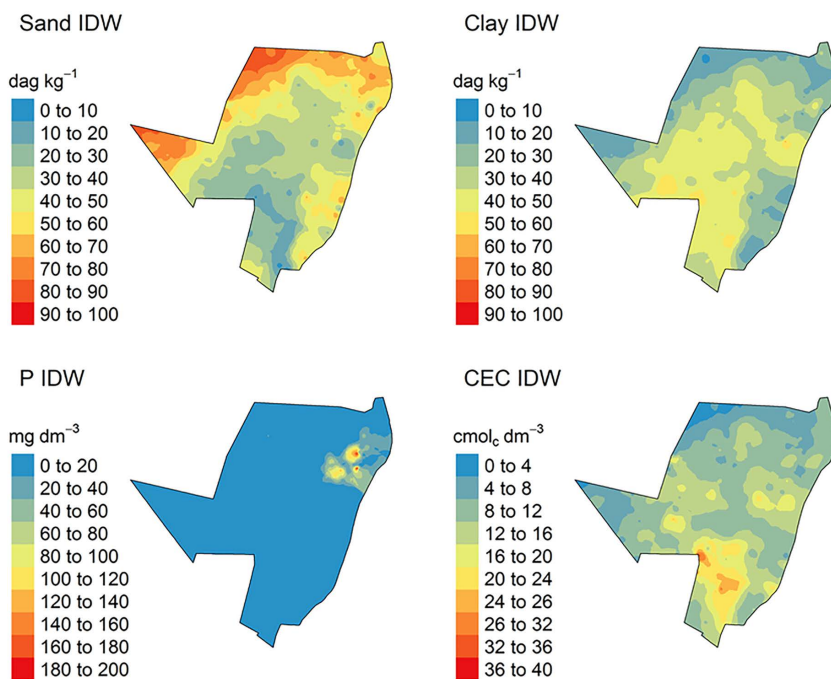 Sand IDW
dag kg⁻¹
0 to 10
10 to 20
20 to 30
30 to 40
40 to 50
50 to 60
60 to 70
70 to 80
80 to 90
90 to 100
Clay IDW
dag kg⁻¹
0 to 10
10 to 20
20 to 30
30 to 40
40 to 50
50 to 60
60 to 70
70 to 80
80 to 90
90 to 100
P IDW
mg dm⁻³
0 to 20
20 to 40
40 to 60
60 to 80
80 to 100
100 to 120
120 to 140
140 to 160
160 to 180
180 to 200
CEC IDW
cmol꜀ dm⁻³
0 to 4
4 to 8
8 to 12
12 to 16
16 to 20
20 to 24
24 to 26
26 to 32
32 to 36
36 to 40